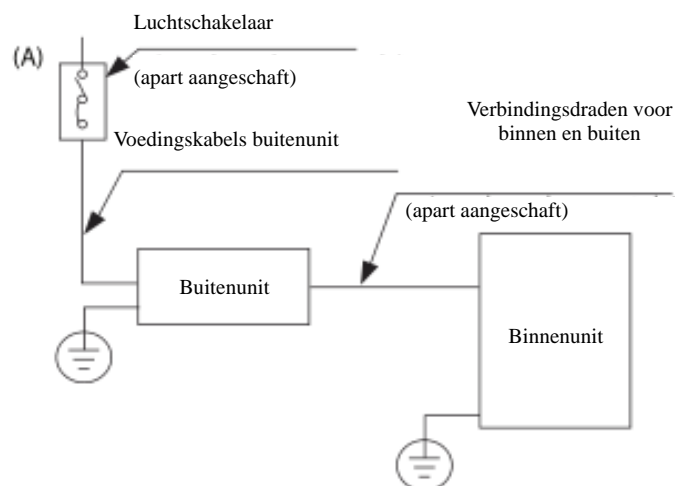 Luchtschakelaar
(A)
(apart aangeschaft)
Voedingskabels buitenunit
Verbindingsdraden voor
binnen en buiten
(apart aangeschaft)
Buitenunit
Binnenunit